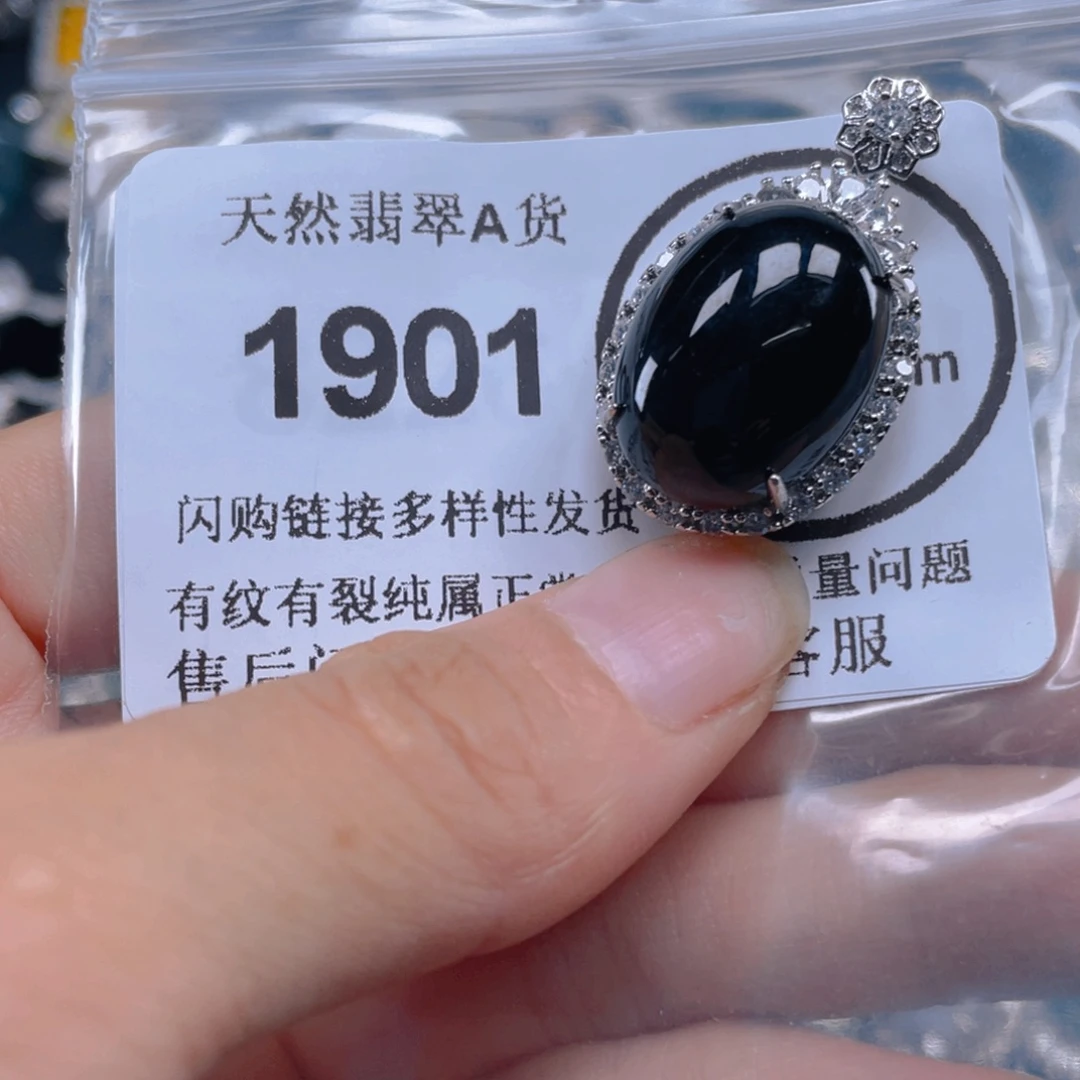 天然翡翠A货
1901
m
闪购链接多样性发货
有纹有裂纯属正 量问题
售后 客服